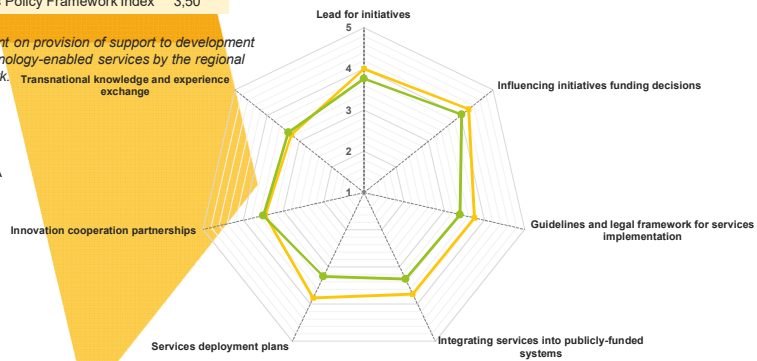 Policy Framework Index 3,50
nt on provision of support to development
nology-enabled services by the regional
k.
Lead for initiatives
5
4
3
2
1
Influencing initiatives funding decisions
Guidelines and legal framework for services
implementation
Integrating services into publicly-funded
systems
Services deployment plans
Innovation cooperation partnerships
Transnational knowledge and experience
exchange